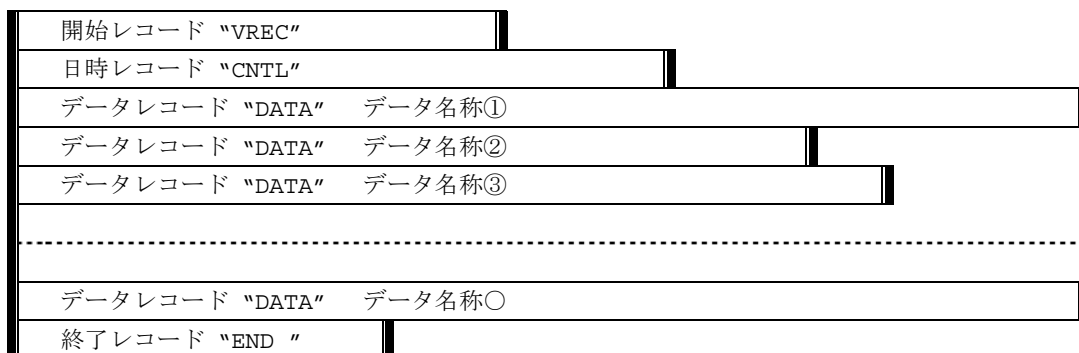 開始レコード “VREC”
日時レコード “CNTL”
データレコード “DATA” データ名称①
データレコード “DATA” データ名称②
データレコード “DATA” データ名称③
データレコード “DATA” データ名称○
終了レコード “END ”